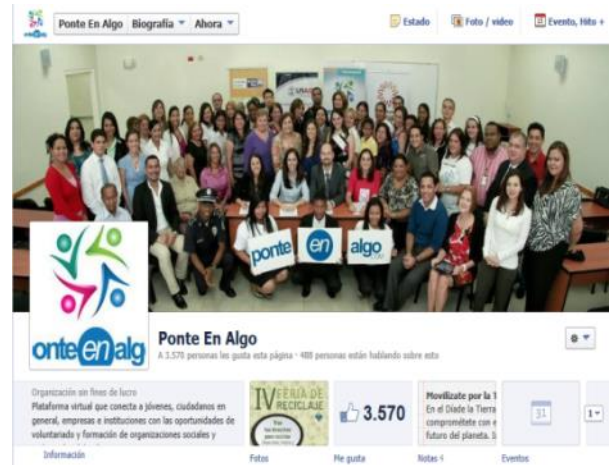 Ponte En Algo Biografía Ahora
Estado Foto / video Evento, Hito +
USAID
ponte en algo
onte en alg
Ponte En Algo
A 3.570 personas les gusta esta página · 488 personas están hablando sobre esto
Organización sin fines de lucro
Plataforma virtual que conecta a jóvenes, ciudadanos en
general, empresas e instituciones con las oportunidades de
voluntariado y formación de organizaciones sociales y
Información
IV FERIA DE
RECICLAJE
Fotos
3.570
Me gusta
Movilízate por la T
En el Díade la Tierra
comprométete con e
futuro del planeta. I
Notas 4
31
Eventos
1